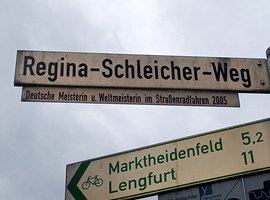 Regina-Schleicher-Weg
Deutsche Meisterin u. Weltmeisterin im Straßenradfahren 2005
Marktheidenfeld 5,2
Lengfurt 11